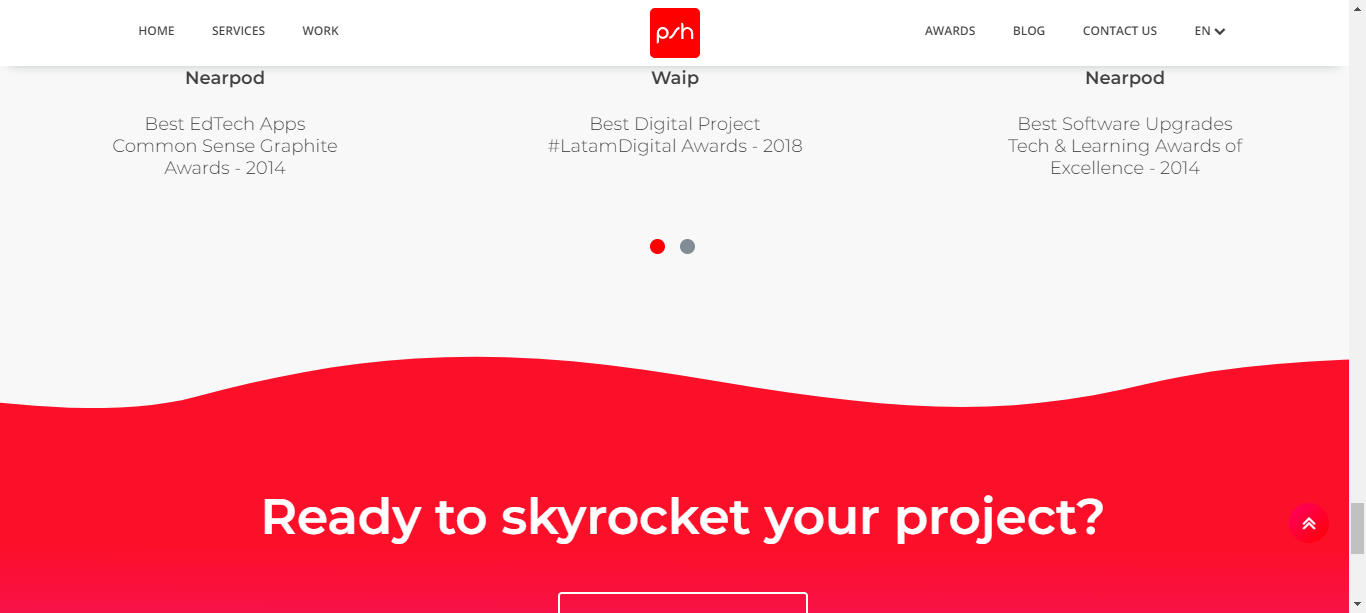 HOME SERVICES WORK psh AWARDS BLOG CONTACT US EN
Nearpod
Best EdTech Apps
Common Sense Graphite
Awards - 2014
Waip
Best Digital Project
#LatamDigital Awards - 2018
Nearpod
Best Software Upgrades
Tech & Learning Awards of
Excellence - 2014
Ready to skyrocket your project?